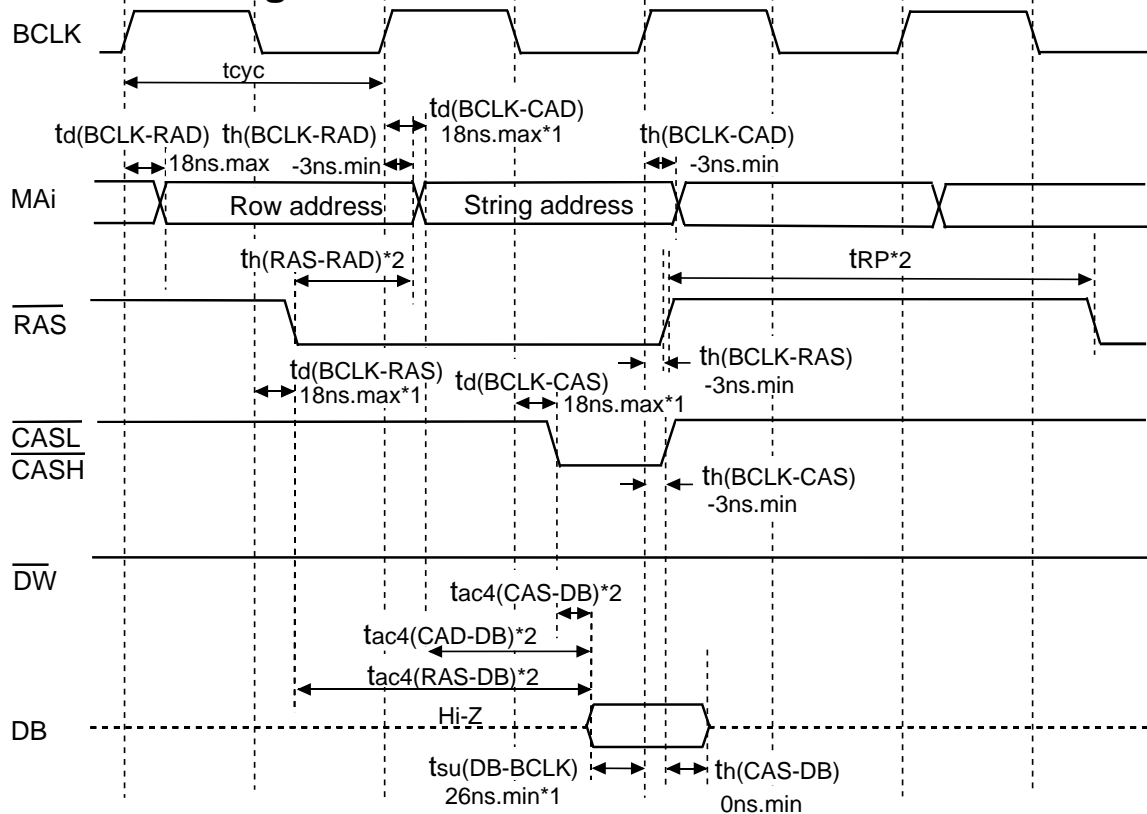 BCLK
tcyc
td(BCLK-CAD)
18ns.max*1
td(BCLK-RAD)
18ns.max
th(BCLK-RAD)
-3ns.min
th(BCLK-CAD)
-3ns.min
MAi
Row address
String address
th(RAS-RAD)*2
tRP*2
RAS
td(BCLK-RAS)
18ns.max*1
td(BCLK-CAS)
18ns.max*1
th(BCLK-RAS)
-3ns.min
CASL
CASH
th(BCLK-CAS)
-3ns.min
DW
tac4(CAS-DB)*2
tac4(CAD-DB)*2
tac4(RAS-DB)*2
Hi-Z
DB
tsu(DB-BCLK)
26ns.min*1
th(CAS-DB)
0ns.min